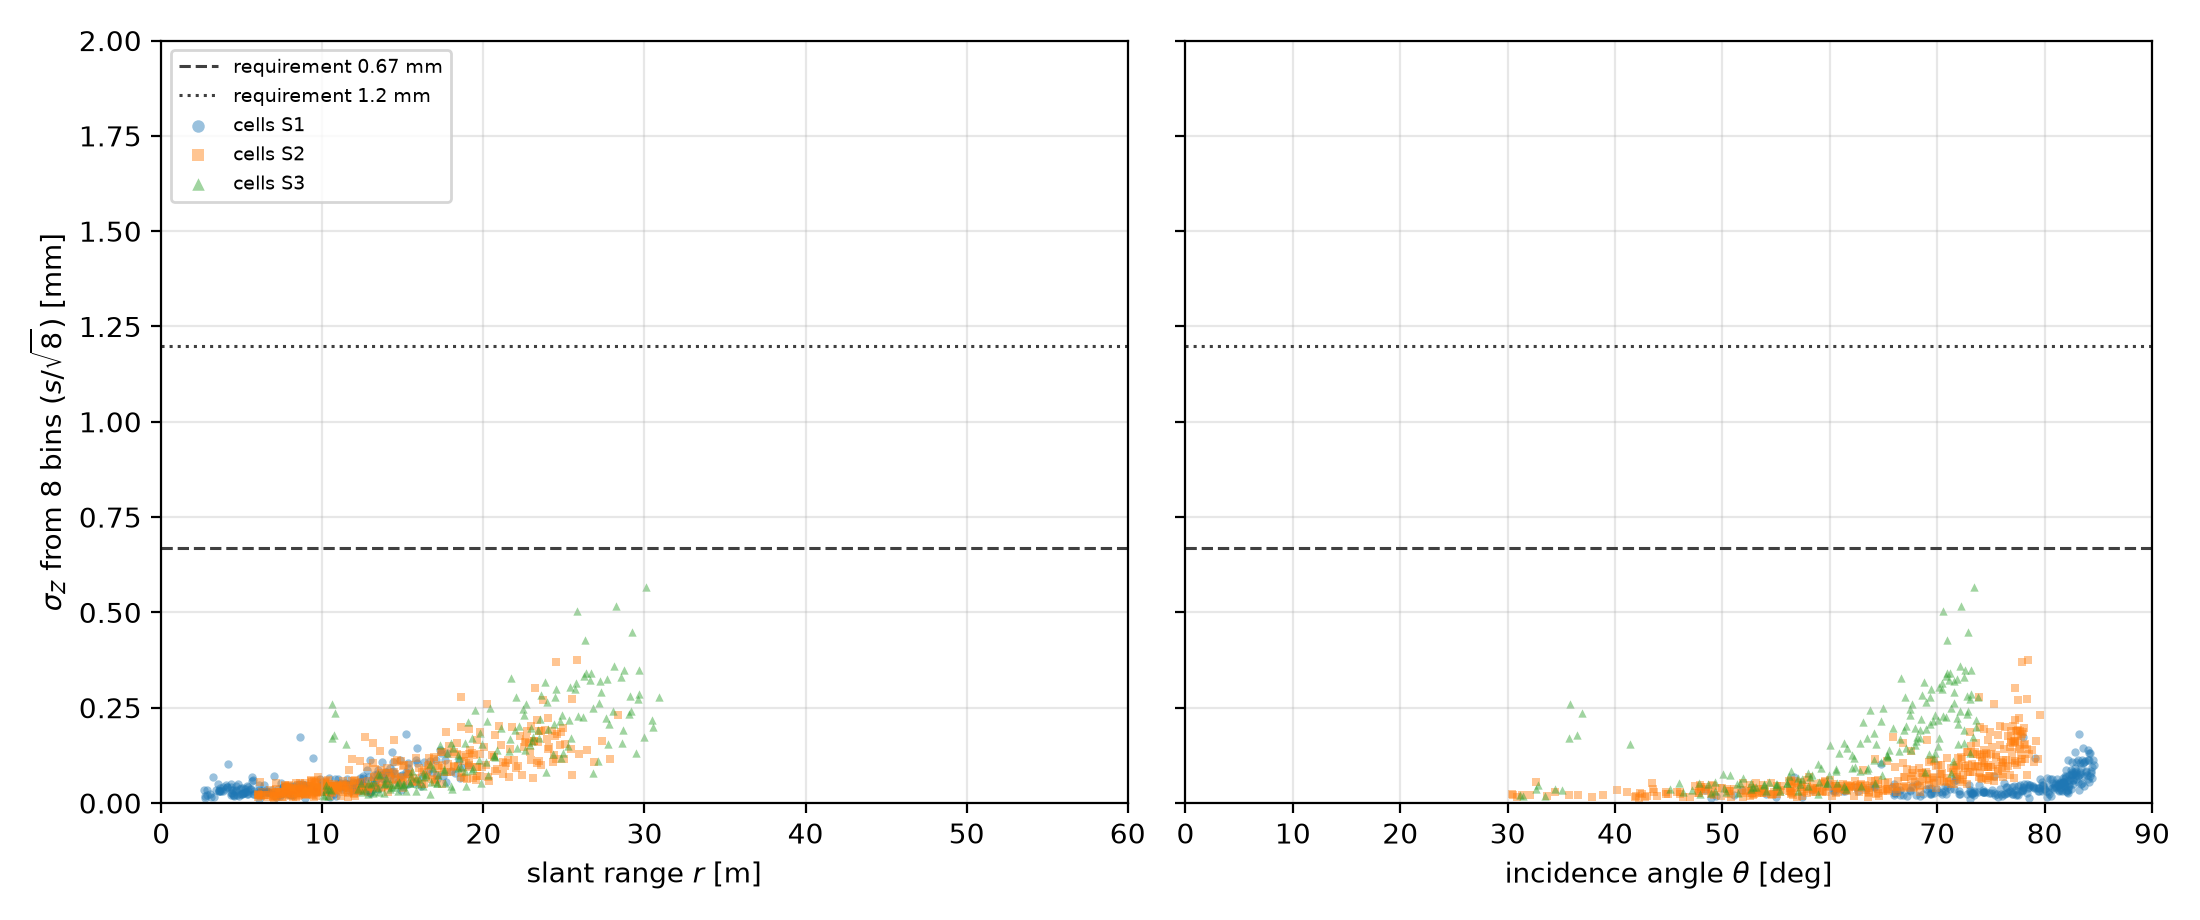 2.00
1.75
1.50
1.25
1.00
0.75
0.50
0.25
0.00
σ_Z from 8 bins (s/√8) [mm]
requirement 0.67 mm
requirement 1.2 mm
cells S1
cells S2
cells S3
0 10 20 30 40 50 60
slant range r [m]
0 10 20 30 40 50 60 70 80 90
incidence angle θ [deg]